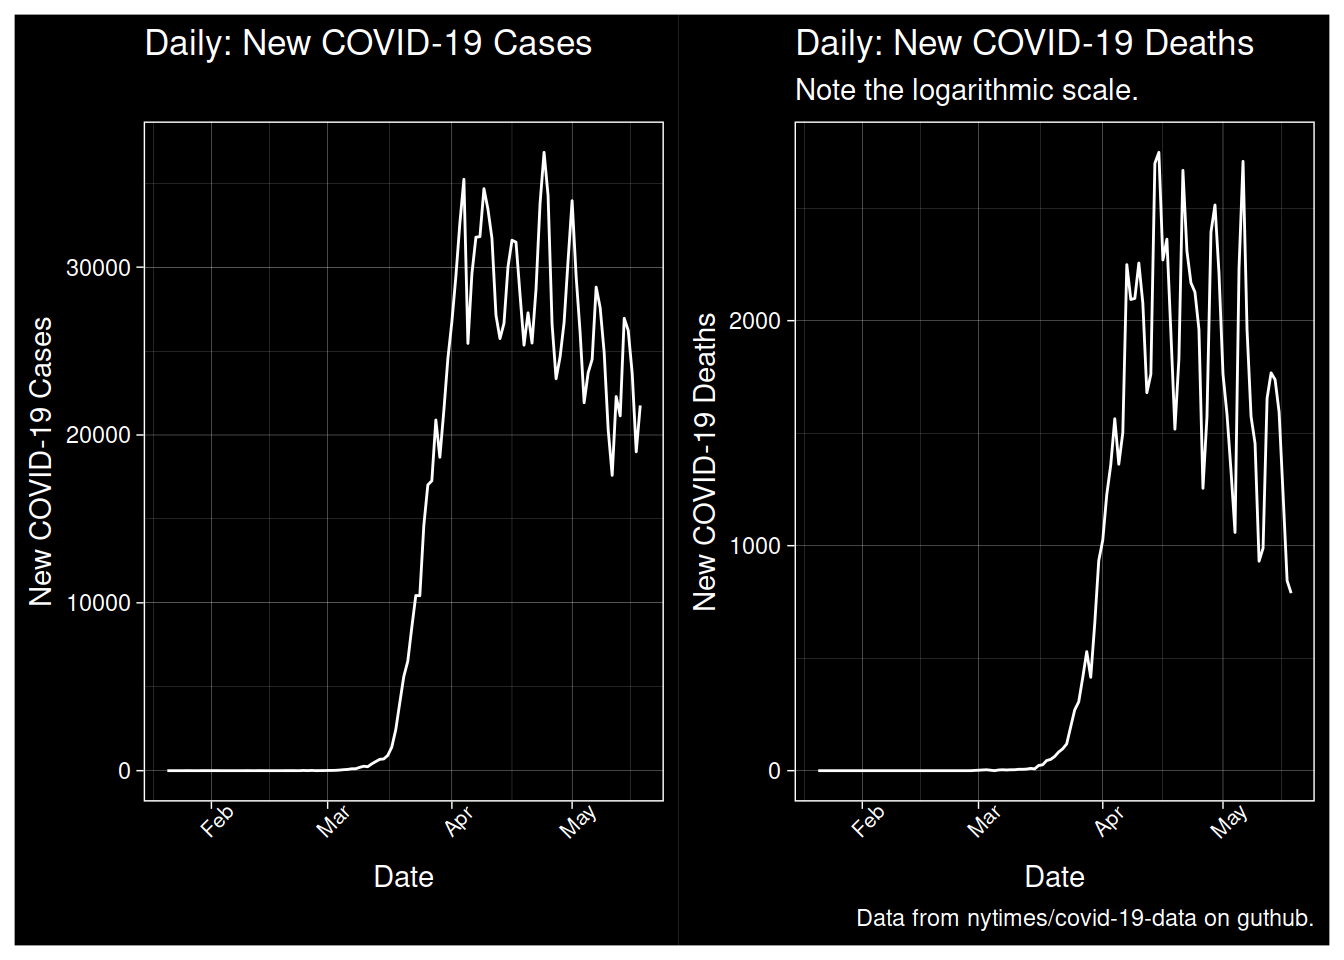 Daily: New COVID-19 Cases
New COVID-19 Cases
30000
20000
10000
0
Feb
Mar
Apr
May
Date
Daily: New COVID-19 Deaths
Note the logarithmic scale.
New COVID-19 Deaths
2000
1000
0
Feb
Mar
Apr
May
Date
Data from nytimes/covid-19-data on guthub.